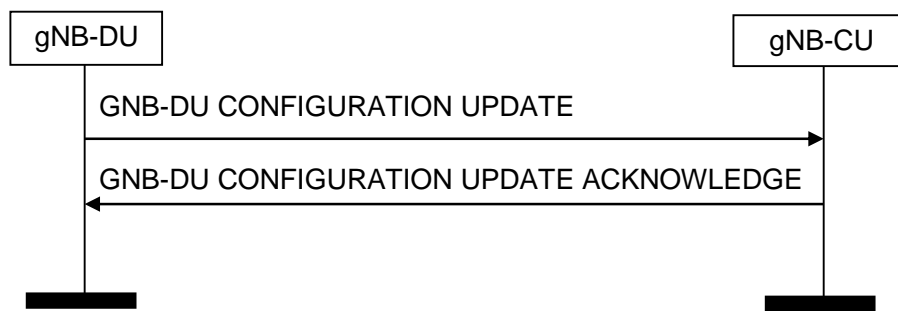 gNB-DU
gNB-CU
GNB-DU CONFIGURATION UPDATE
GNB-DU CONFIGURATION UPDATE ACKNOWLEDGE